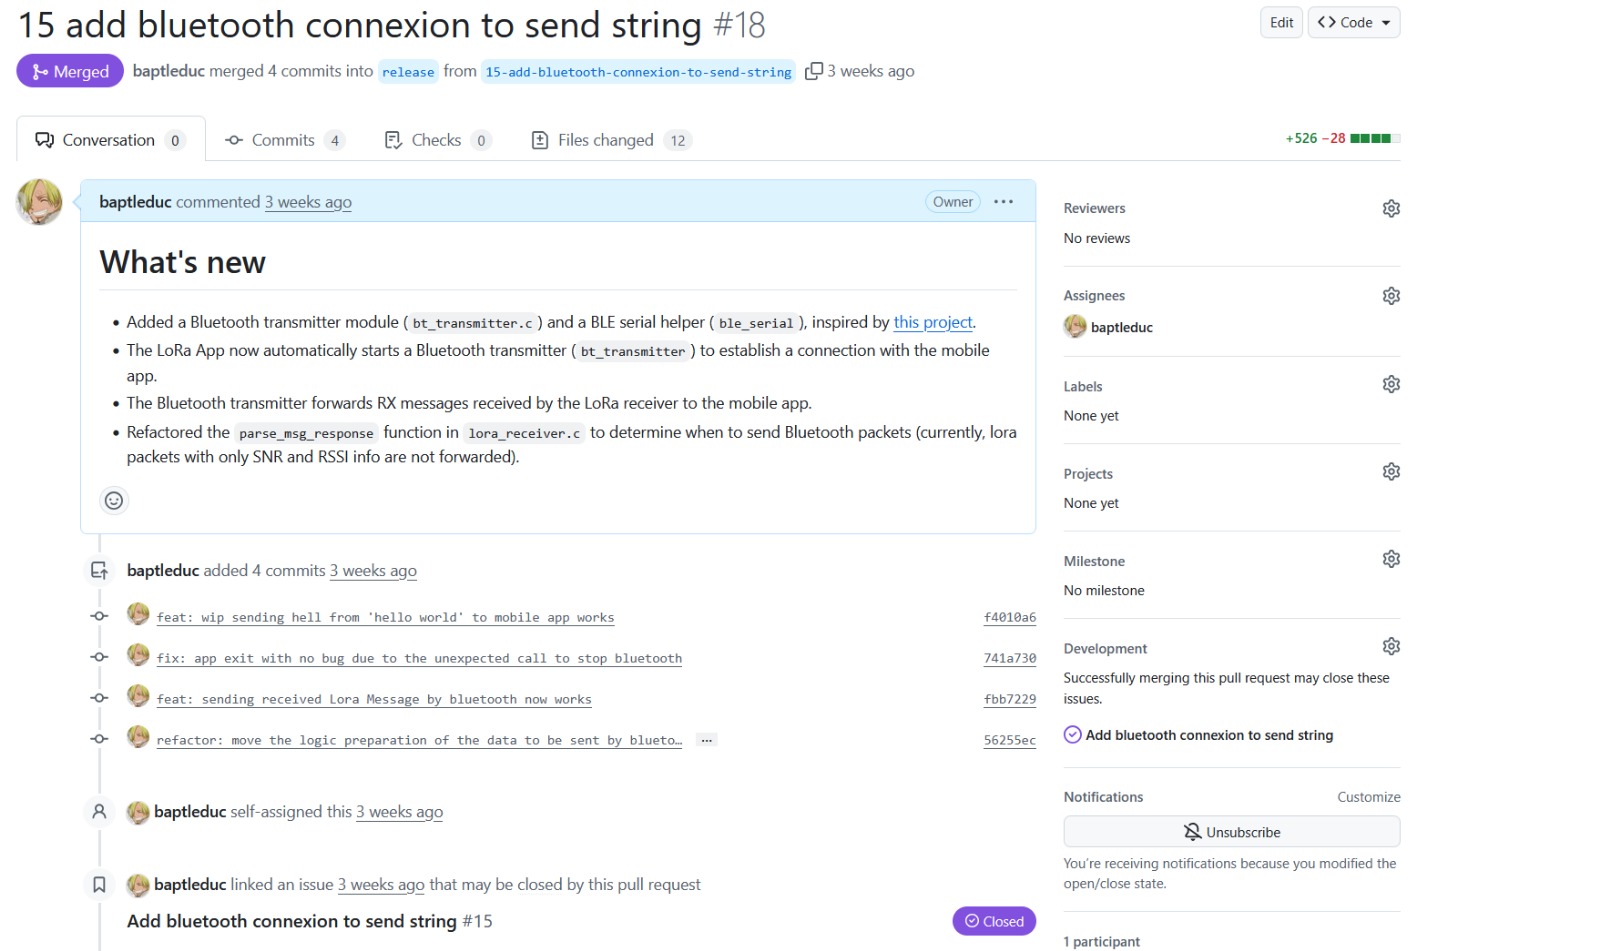 15 add bluetooth connexion to send string #18
Edit
Code
Merged
baptleduc merged 4 commits into release from 15-add-bluetooth-connexion-to-send-string 3 weeks ago
Conversation 0
Commits 4
Checks 0
Files changed 12
+526 −28
baptleduc commented 3 weeks ago
Owner
What's new
• Added a Bluetooth transmitter module ( bt_transmitter.c ) and a BLE serial helper ( ble_serial ), inspired by this project.
• The LoRa App now automatically starts a Bluetooth transmitter ( bt_transmitter ) to establish a connection with the mobile
app.
• The Bluetooth transmitter forwards RX messages received by the LoRa receiver to the mobile app.
• Refactored the parse_msg_response function in lora_receiver.c to determine when to send Bluetooth packets (currently, lora
packets with only SNR and RSSI info are not forwarded).
baptleduc added 4 commits 3 weeks ago
feat: wip sending hell from 'hello world' to mobile app works
f4010a6
fix: app exit with no bug due to the unexpected call to stop bluetooth
741a730
feat: sending received Lora Message by bluetooth now works
fbb7229
refactor: move the logic preparation of the data to be sent by blueto…
...
56255ec
baptleduc self-assigned this 3 weeks ago
baptleduc linked an issue 3 weeks ago that may be closed by this pull request
Add bluetooth connexion to send string #15
Closed
Reviewers
No reviews
Assignees
baptleduc
Labels
None yet
Projects
None yet
Milestone
No milestone
Development
Successfully merging this pull request may close these
issues.
Add bluetooth connexion to send string
Notifications
Customize
Unsubscribe
You're receiving notifications because you modified the
open/close state.
1 participant